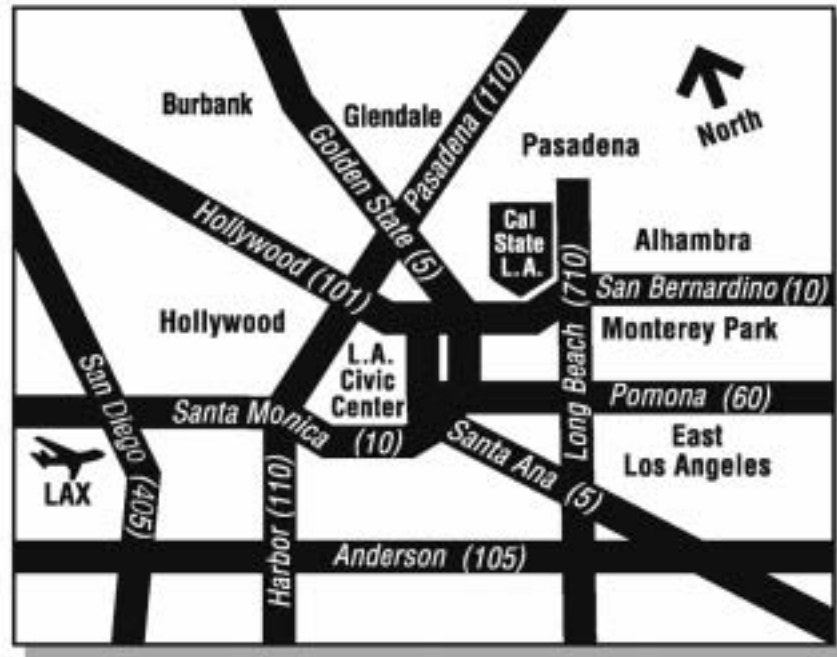 Burbank
Glendale
Pasadena (110)
North
Pasadena
Golden State (5)
Hollywood (101)
Cal
State
L.A.
Alhambra
San Bernardino (10)
Long Beach (710)
Monterey Park
Hollywood
L.A.
Civic
Center
San Diego (405)
Santa Monica (10)
Pomona (60)
Santa Ana (5)
East
Los Angeles
LAX
Harbor (110)
Anderson (105)